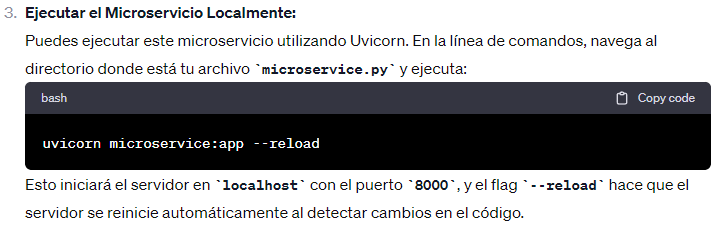 3. Ejecutar el Microservicio Localmente:
Puedes ejecutar este microservicio utilizando Uvicorn. En la línea de comandos, navega al
directorio donde está tu archivo `microservice.py` y ejecuta:
bash Copy code
uvicorn microservice:app --reload
Esto iniciará el servidor en `localhost` con el puerto `8000`, y el flag `--reload` hace que el
servidor se reinicie automáticamente al detectar cambios en el código.